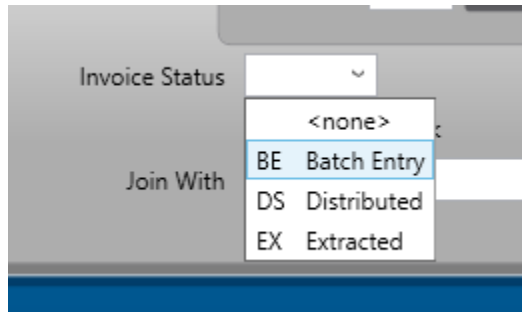 Invoice Status
<none>
BE Batch Entry
Join With
DS Distributed
EX Extracted